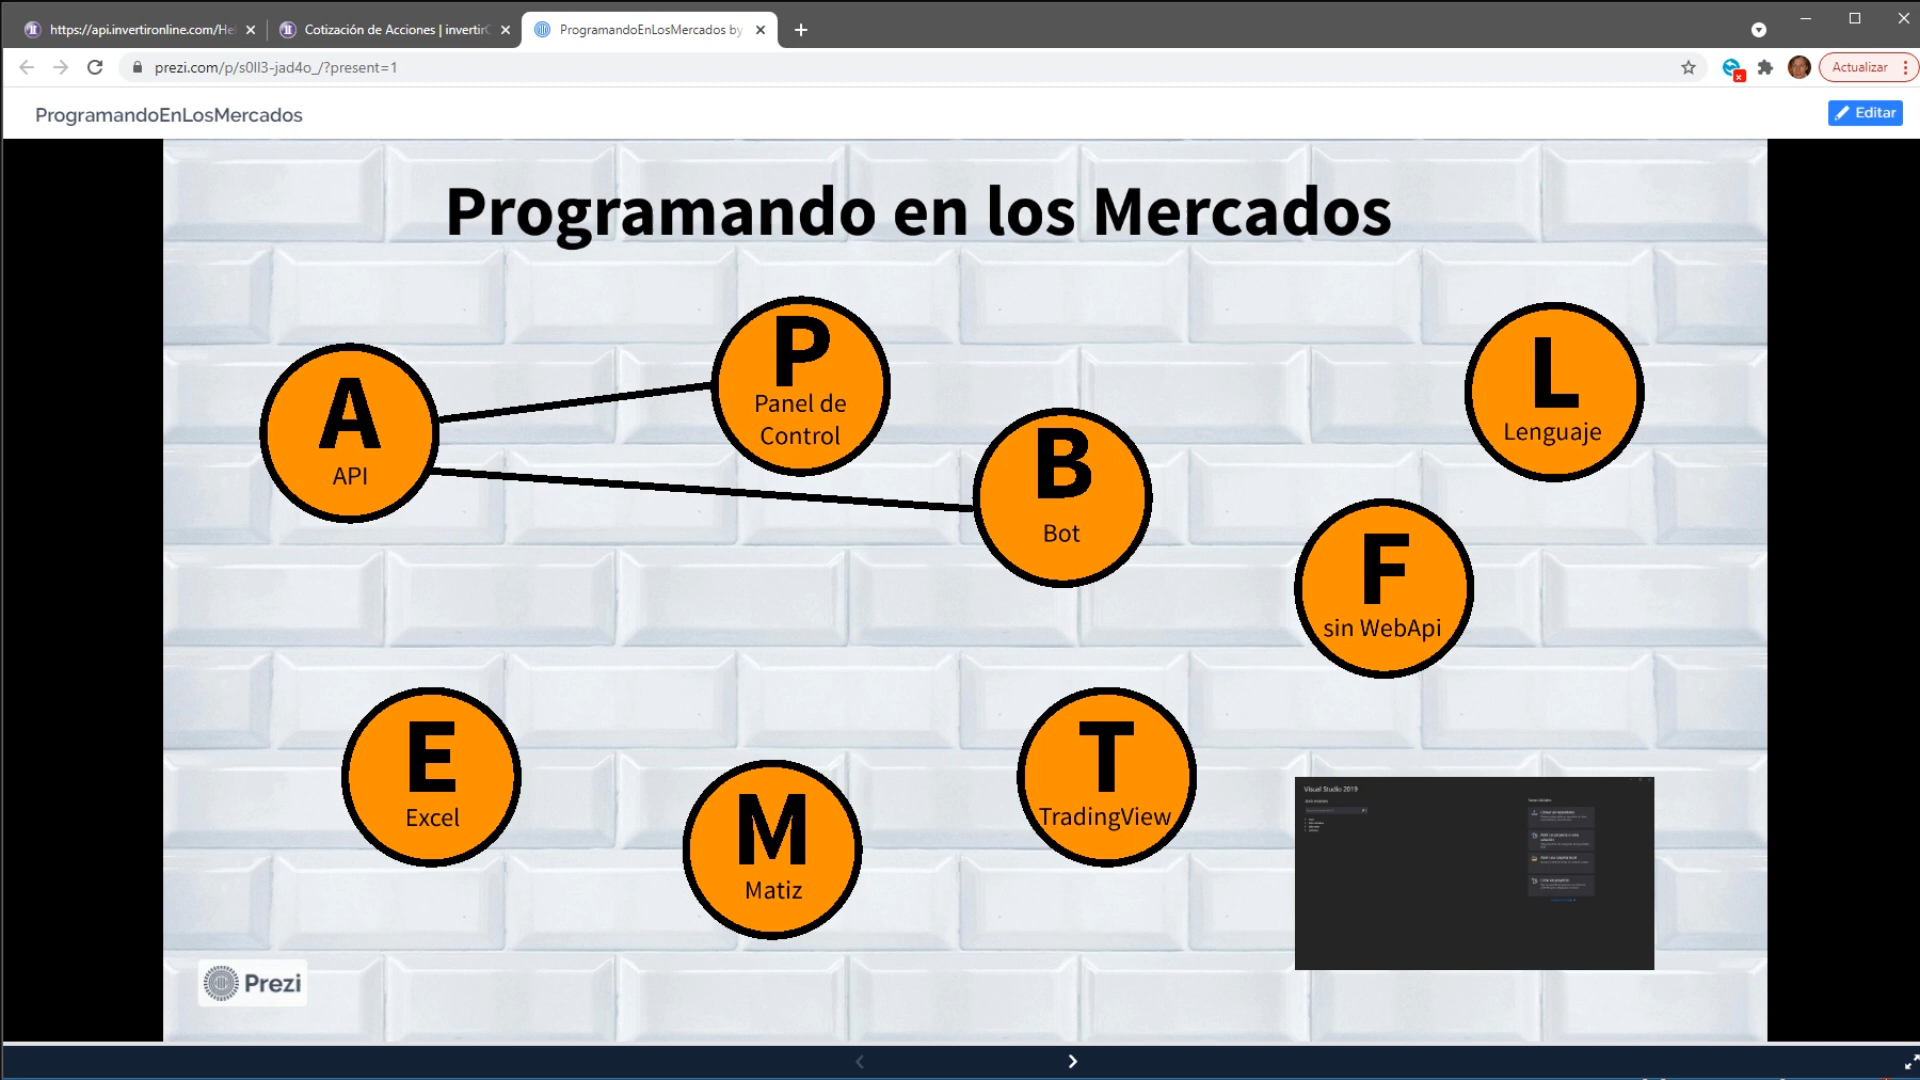 https://api.invertironline.com/He
Cotización de Acciones | invertirO
ProgramandoEnLosMercados by
prezi.com/p/s0ll3-jad4o_/?present=1
Actualizar
ProgramandoEnLosMercados
Editar
Programando en los Mercados
A
API
P
Panel de
Control
B
Bot
L
Lenguaje
F
sin WebApi
E
Excel
M
Matiz
T
TradingView
Visual Studio 2019
Prezi